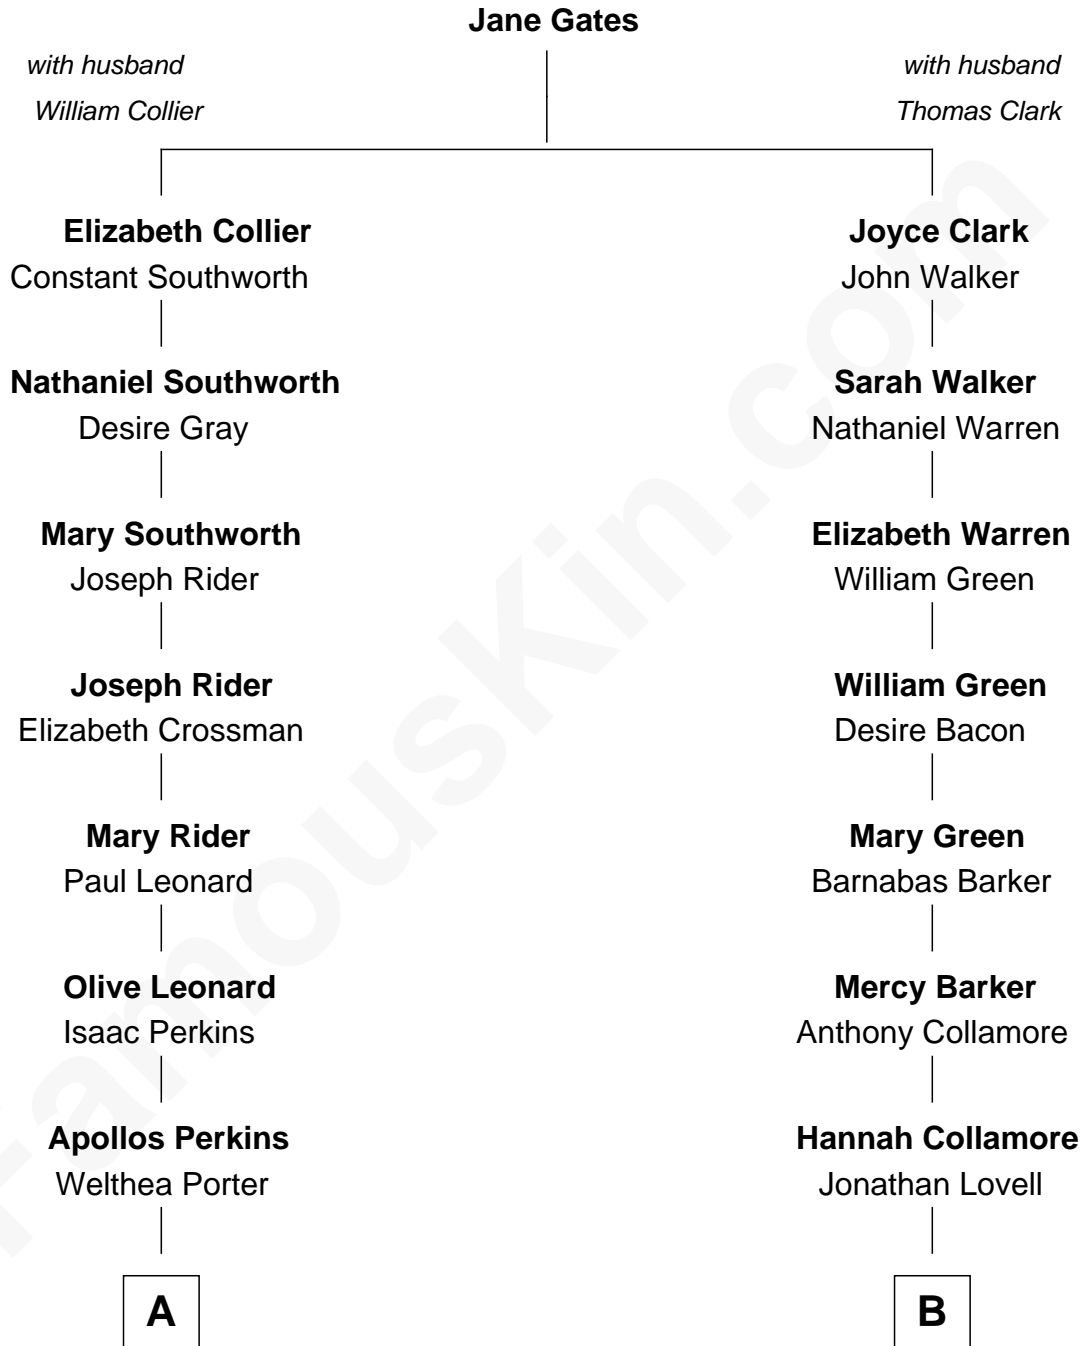 Jane Gates
with husband
William Collier
with husband
Thomas Clark
Elizabeth Collier
Constant Southworth
Joyce Clark
John Walker
Nathaniel Southworth
Desire Gray
Sarah Walker
Nathaniel Warren
Mary Southworth
Joseph Rider
Elizabeth Warren
William Green
Joseph Rider
Elizabeth Crossman
William Green
Desire Bacon
Mary Rider
Paul Leonard
Mary Green
Barnabas Barker
Olive Leonard
Isaac Perkins
Mercy Barker
Anthony Collamore
Apollos Perkins
Welthea Porter
Hannah Collamore
Jonathan Lovell
A
B
FamousKin.com